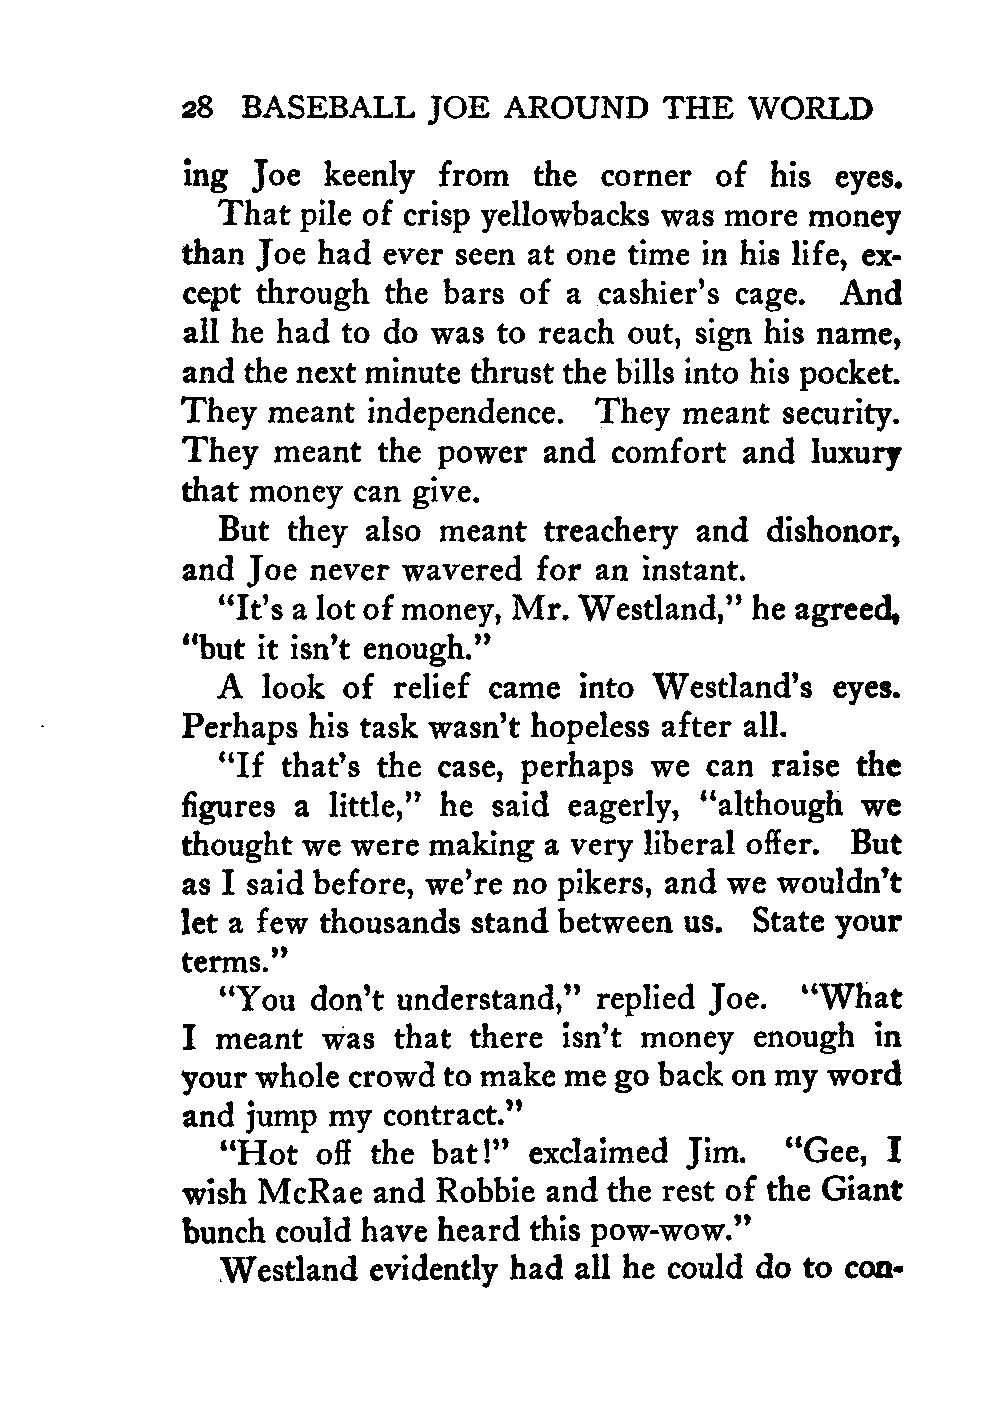 28 BASEBALL JOE AROUND THE WORLD
ing Joe keenly from the corner of his eyes.
That pile of crisp yellowbacks was more money
than Joe had ever seen at one time in his life, ex-
cept through the bars of a cashier's cage. And
all he had to do was to reach out, sign his name,
and the next minute thrust the bills into his pocket.
They meant independence. They meant security.
They meant the power and comfort and luxury
that money can give.
But they also meant treachery and dishonor,
and Joe never wavered for an instant.
"It's a lot of money, Mr. Westland," he agreed,
"but it isn't enough."
A look of relief came into Westland's eyes.
Perhaps his task wasn't hopeless after all.
"If that's the case, perhaps we can raise the
figures a little," he said eagerly, "although we
thought we were making a very liberal offer. But
as I said before, we're no pikers, and we wouldn't
let a few thousands stand between us. State your
terms."
"You don't understand," replied Joe. "What
I meant was that there isn't money enough in
your whole crowd to make me go back on my word
and jump my contract."
"Hot off the bat!" exclaimed Jim. "Gee, I
wish McRae and Robbie and the rest of the Giant
bunch could have heard this pow-wow."
Westland evidently had all he could do to con-